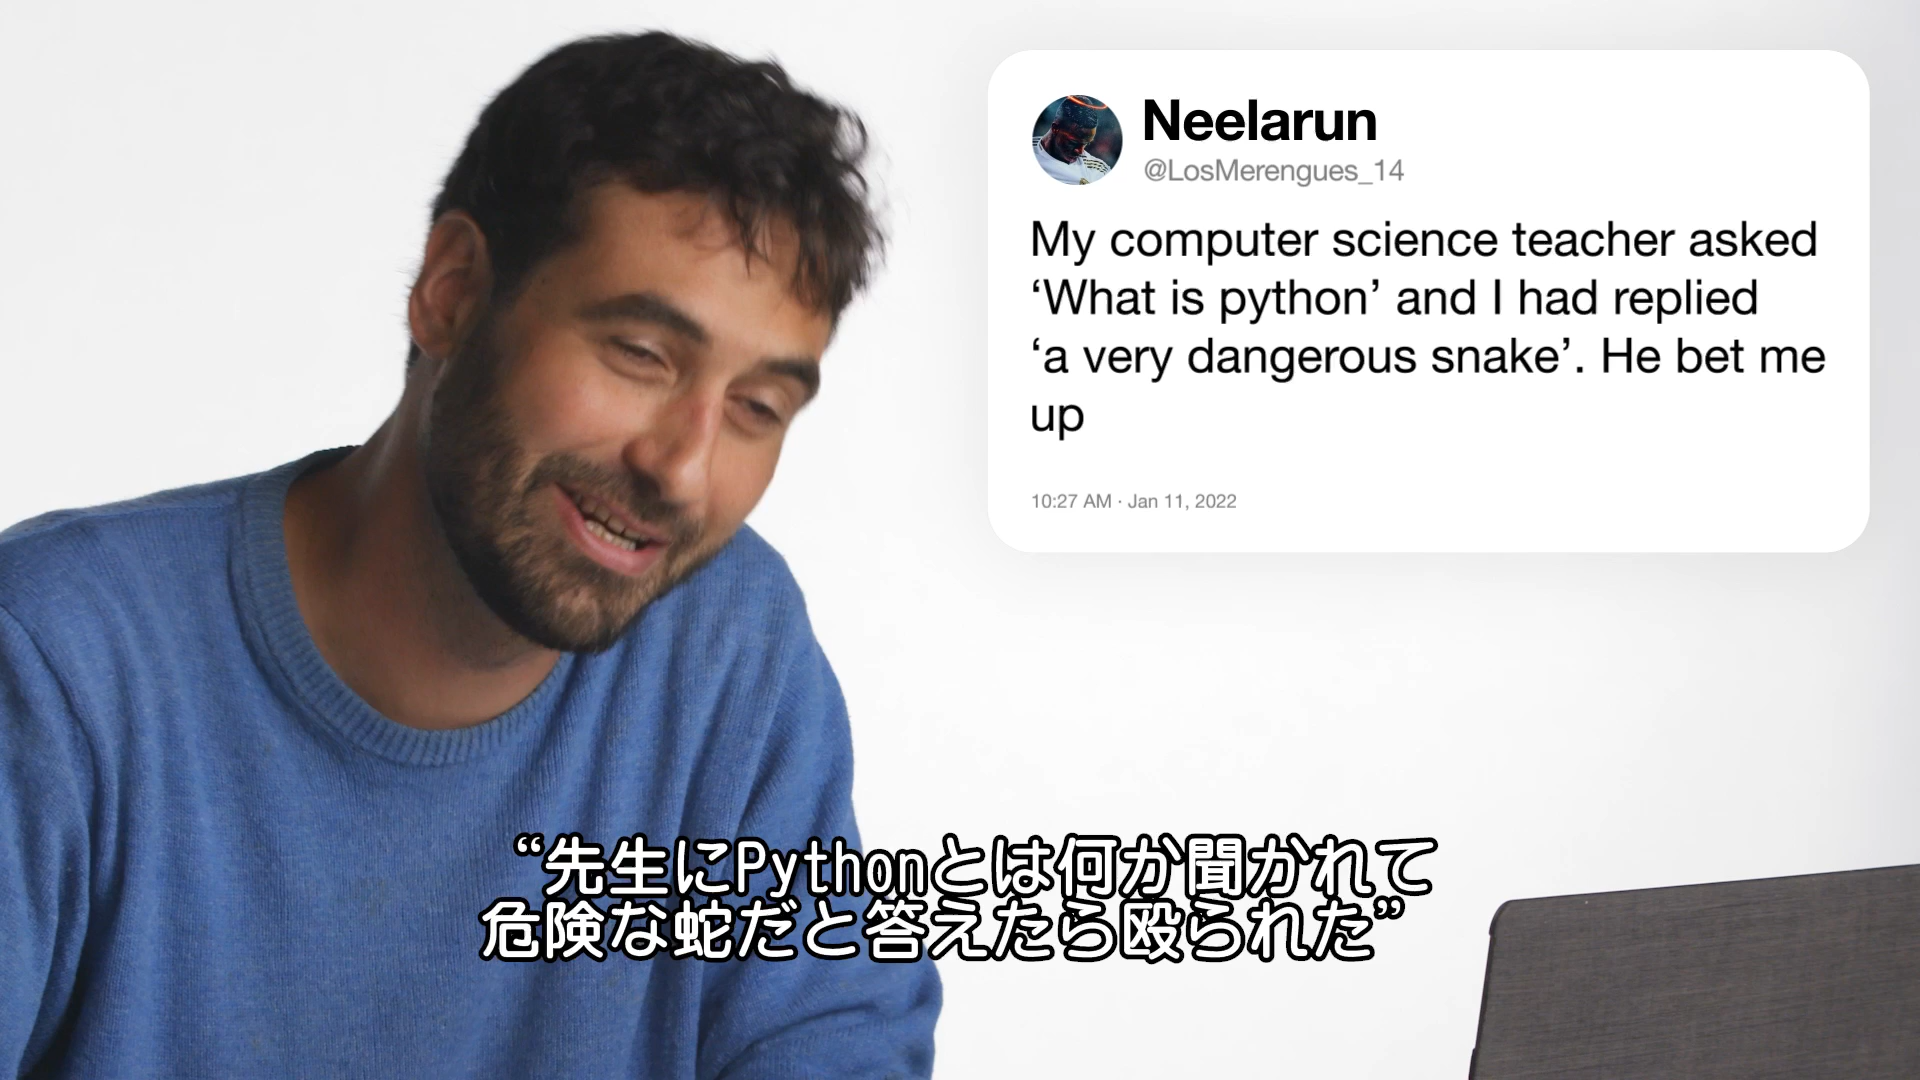 Neelarun
@LosMerengues_14
My computer science teacher asked
‘What is python’ and I had replied
‘a very dangerous snake’. He bet me
up
10:27 AM · Jan 11, 2022
“先生にPythonとは何か聞かれて
危険な蛇だと答えたら殴られた”